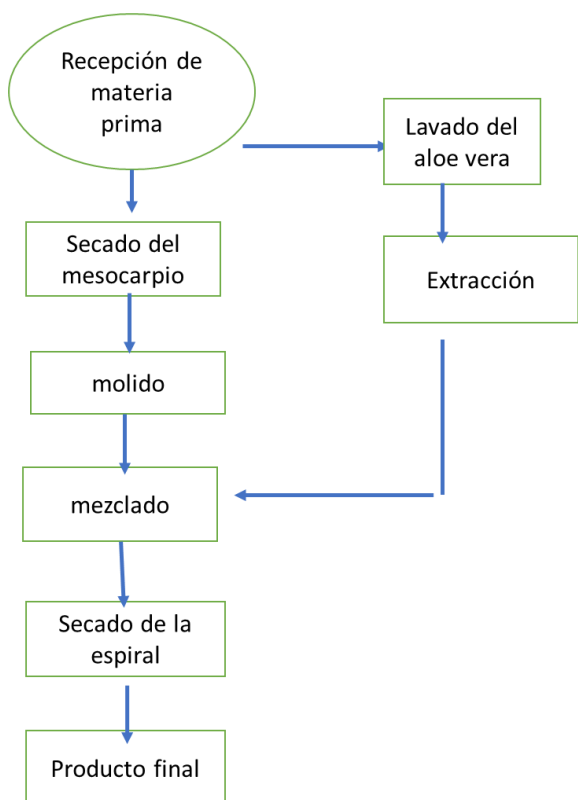 Recepción de
materia
prima
Lavado del
aloe vera
Secado del
mesocarpio
Extracción
molido
mezclado
Secado de la
espiral
Producto final